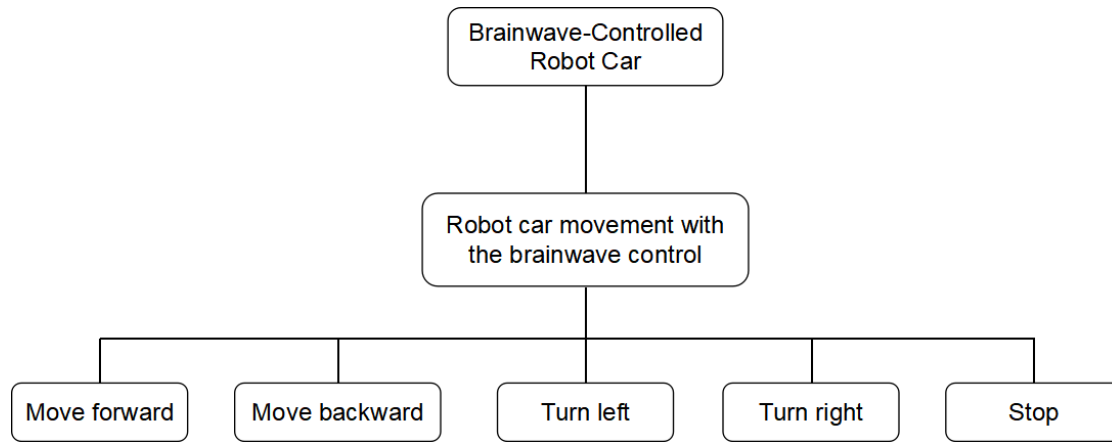 Brainwave-Controlled
Robot Car
Robot car movement with
the brainwave control
Move forward
Move backward
Turn left
Turn right
Stop